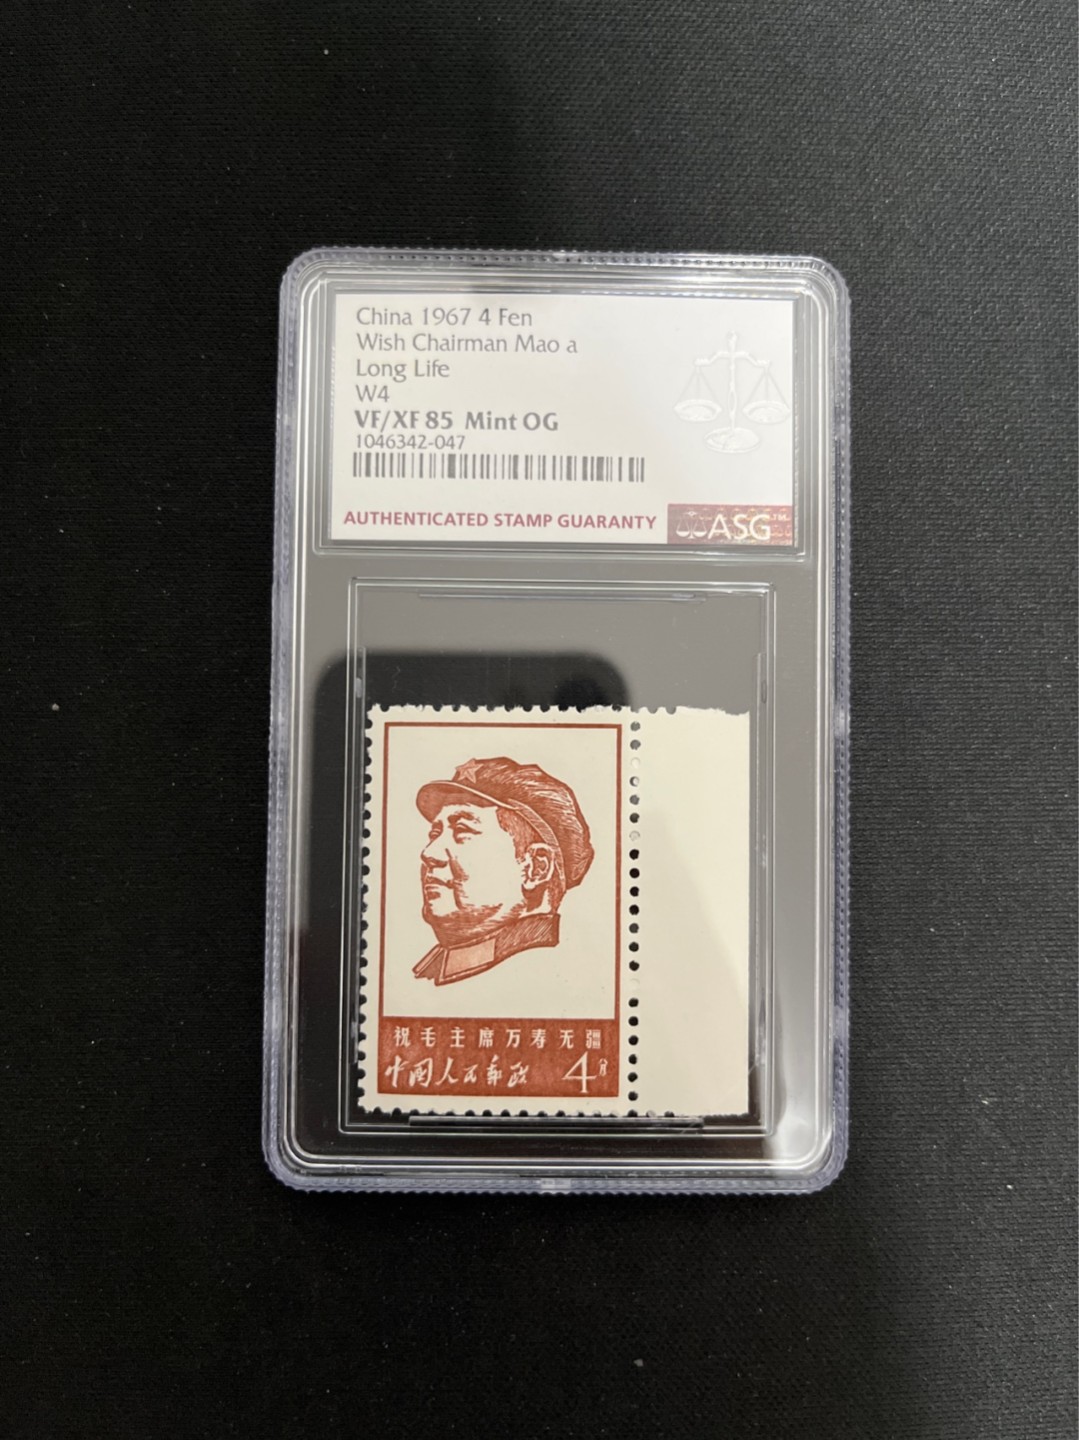 China 1967 4 Fen
Wish Chairman Mao a
Long Life
W4
VF/XF 85 Mint OG
1046342-047
AUTHENTICATED STAMP GUARANTY
ASG™
祝毛主席万寿无疆
中国人民邮政 4分